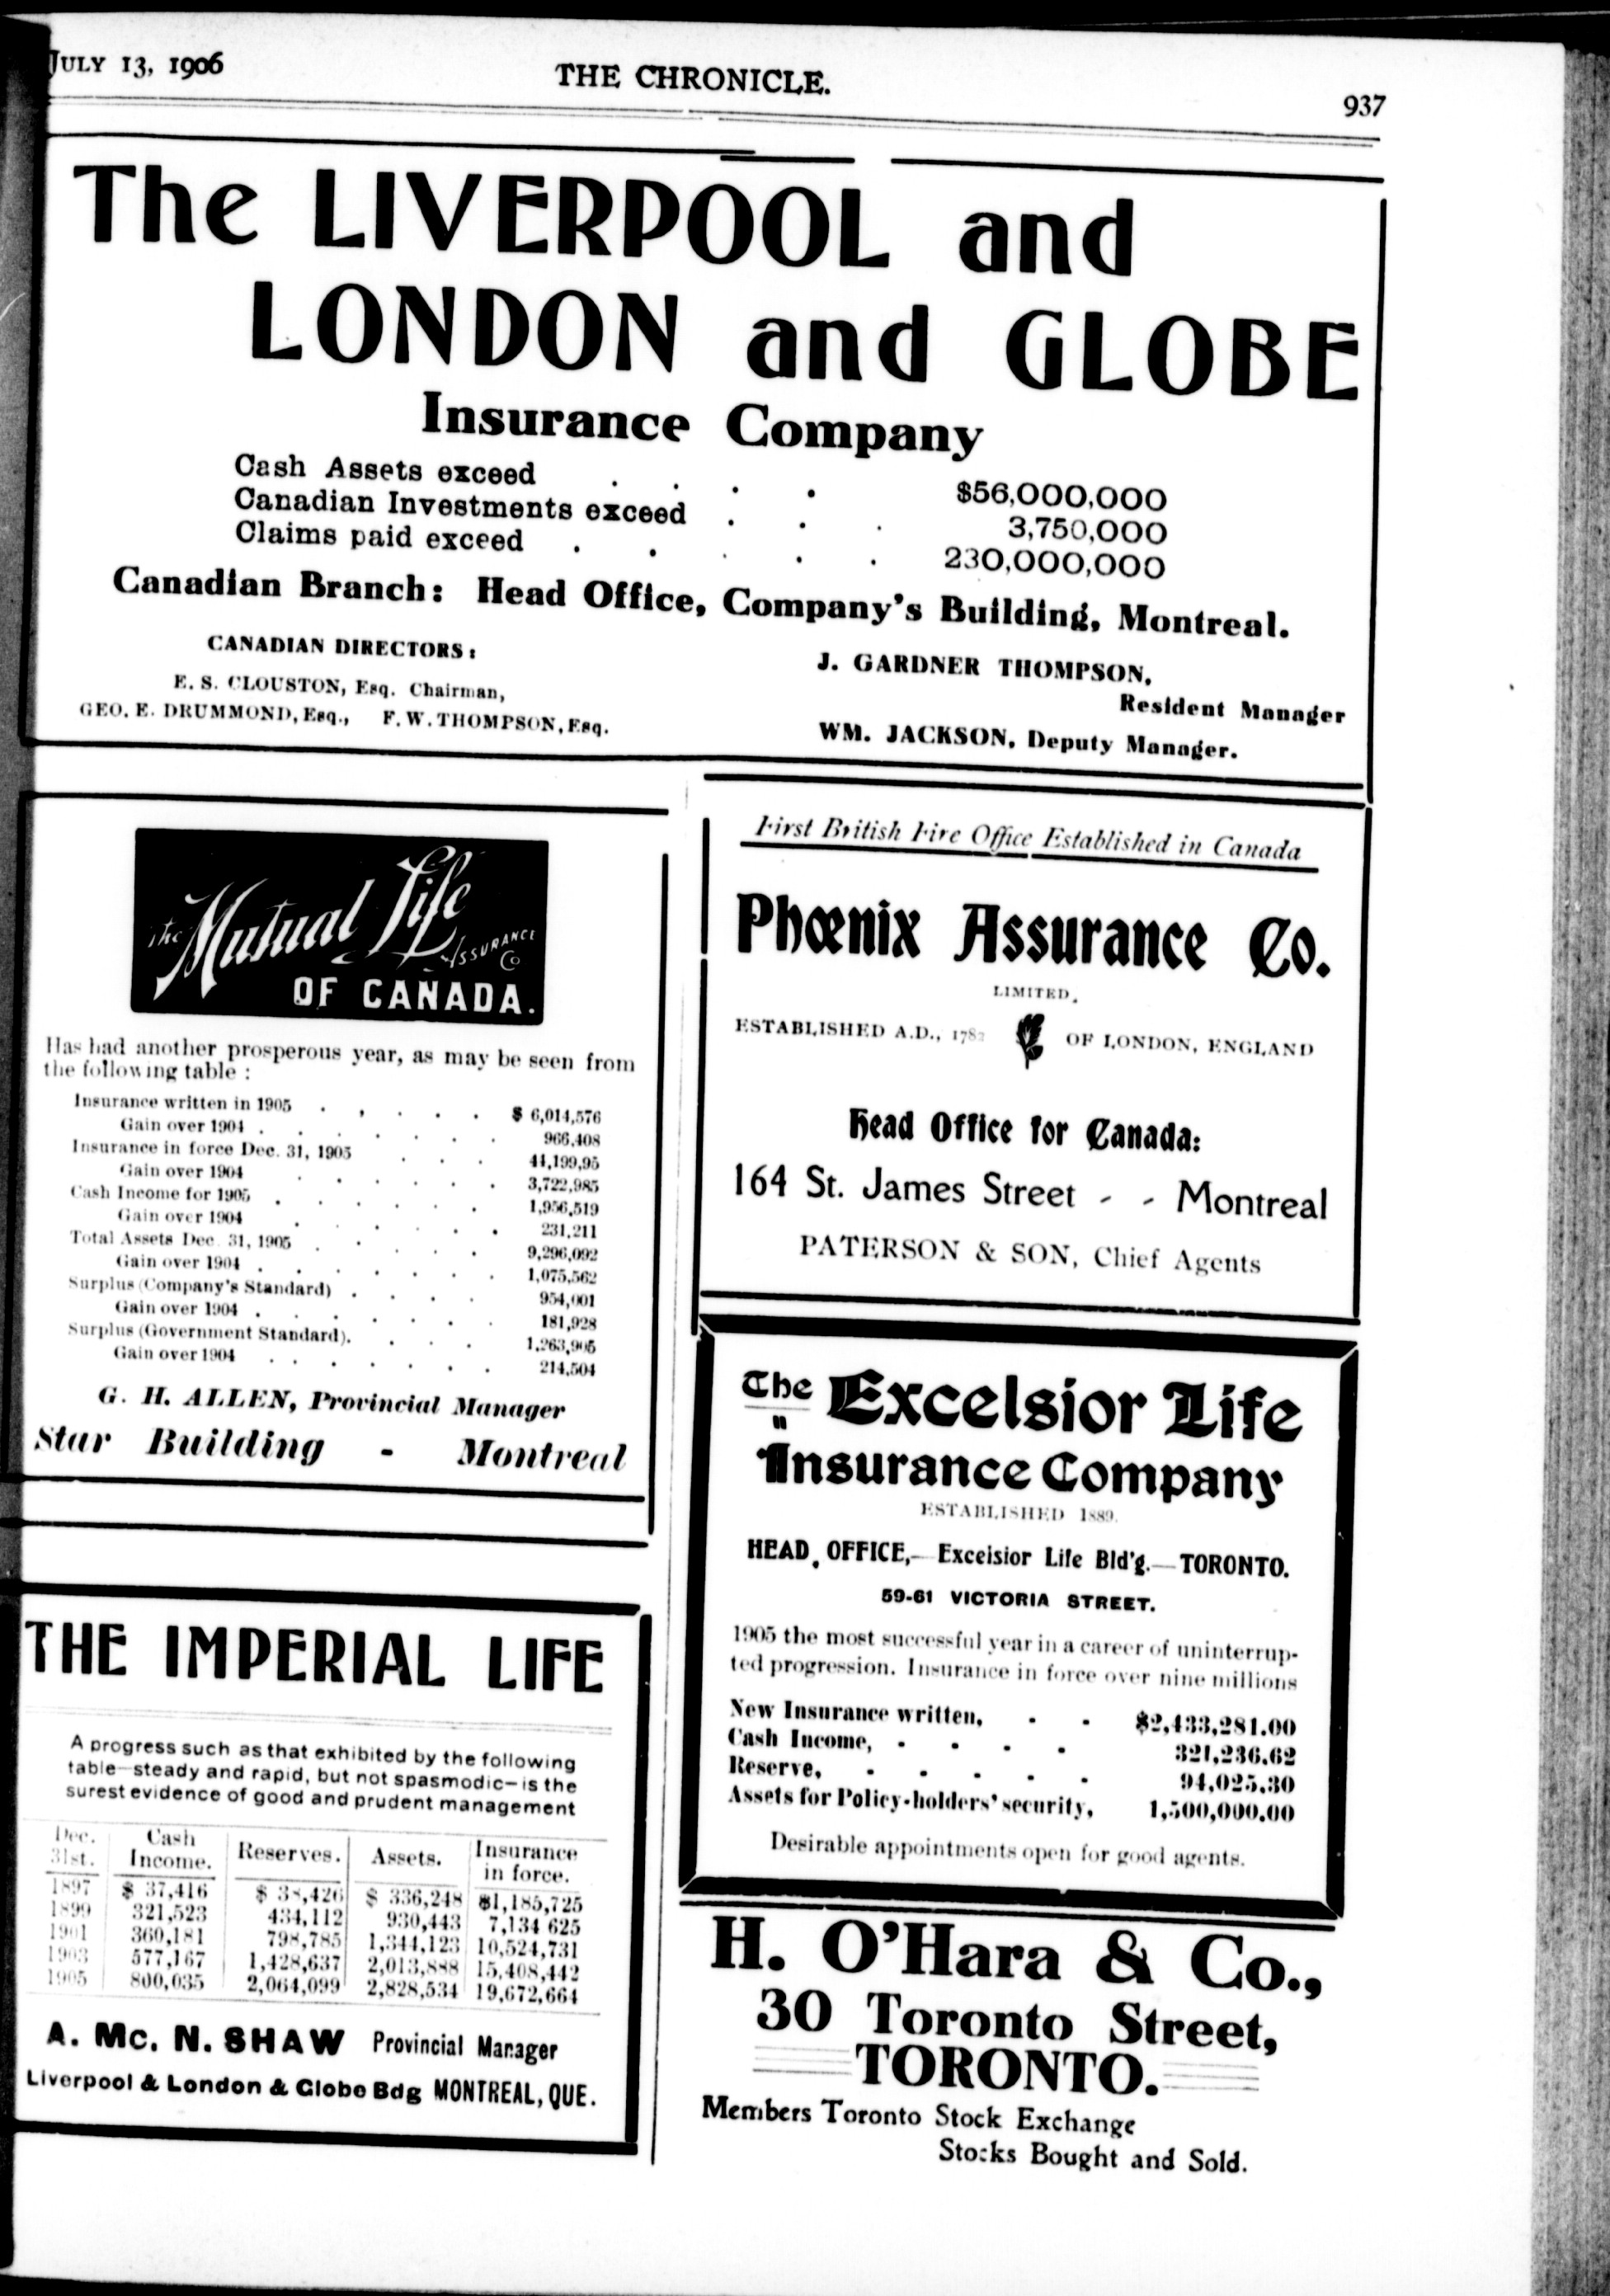 JULY 13, 1906
THE CHRONICLE.
937
The LIVERPOOL and
LONDON and GLOBE
Insurance Company
Cash Assets exceed . . . . $56,000,000
Canadian Investments exceed . . . 3,750,000
Claims paid exceed . . . . . 230,000,000
Canadian Branch: Head Office, Company's Building, Montreal.
CANADIAN DIRECTORS:
E. S. CLOUSTON, Esq. Chairman,
GEO. E. DRUMMOND, Esq., F. W. THOMPSON, Esq.
J. GARDNER THOMPSON,
Resident Manager
WM. JACKSON, Deputy Manager.
The Mutual Life
ASSURANCE Co
OF CANADA.
Has had another prosperous year, as may be seen from
the following table :
Insurance written in 1905 . , . . . $ 6,014,576
Gain over 1904 . . . . . . . 966,408
Insurance in force Dec. 31, 1905 . . . 44,199,95
Gain over 1904 . . . . . . 3,722,985
Cash Income for 1905 . . . . . . 1,956,519
Gain over 1904 . . . . . 231,211
Total Assets Dec 31, 1905 . . . . . 9,296,092
Gain over 1904 . . . . . . . 1,075,562
Surplus (Company's Standard) . . . . 954,001
Gain over 1904 . . . . . . . 181,928
Surplus (Government Standard). . . . 1,263,905
Gain over 1904 . . . . . . . 214,504
G. H. ALLEN, Provincial Manager
Star Building - Montreal
THE IMPERIAL LIFE
A progress such as that exhibited by the following
table—steady and rapid, but not spasmodic—is the
surest evidence of good and prudent management
Dec. 31st. Cash Income. Reserves. Assets. Insurance in force.
1897 $ 37,416 $ 38,426 $ 336,248 $1,185,725
1899 321,523 434,112 930,443 7,134 625
1901 360,181 798,785 1,344,123 10,524,731
1903 577,167 1,428,637 2,013,888 15,408,442
1905 800,035 2,064,099 2,828,534 19,672,664
A. Mc. N. SHAW Provincial Manager
Liverpool & London & Globe Bdg MONTREAL, QUE.
First British Fire Office Established in Canada
Phœnix Assurance Co.
LIMITED,
ESTABLISHED A.D., 1782 OF LONDON, ENGLAND
Head Office for Canada:
164 St. James Street - - Montreal
PATERSON & SON, Chief Agents
The Excelsior Life
Insurance Company
ESTABLISHED 1889.
HEAD OFFICE,— Excelsior Life Bld'g.—TORONTO.
59-61 VICTORIA STREET.
1905 the most successful year in a career of uninterrup-
ted progression. Insurance in force over nine millions
New Insurance written, - - $2,433,281.00
Cash Income, - - - - 321,236.62
Reserve, - - - - - 94,025.30
Assets for Policy-holders' security, 1,500,000.00
Desirable appointments open for good agents.
H. O'Hara & Co.,
30 Toronto Street,
TORONTO.
Members Toronto Stock Exchange
Stocks Bought and Sold.